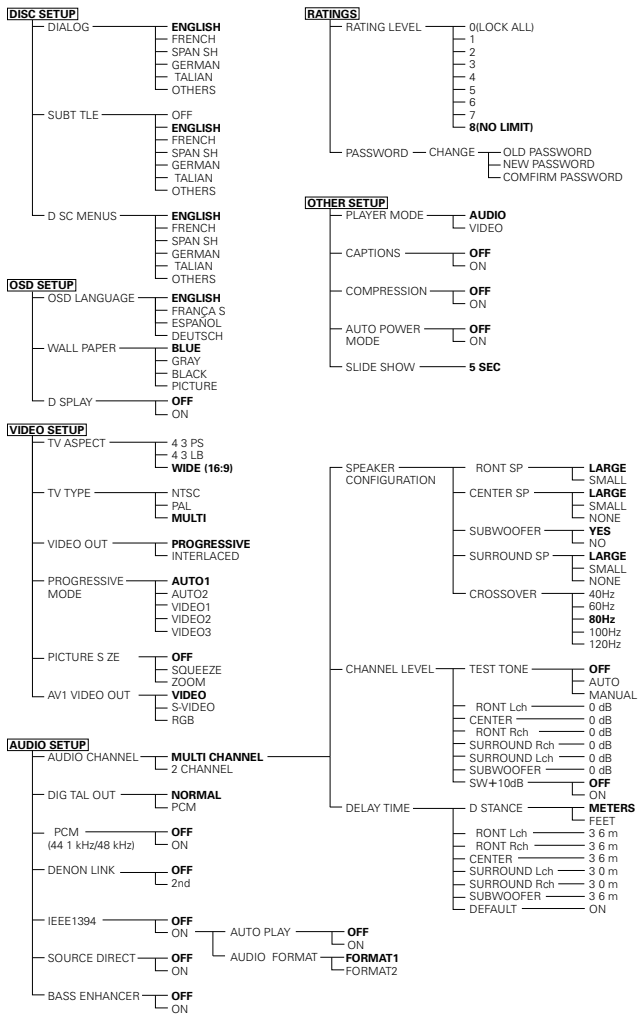 DISC SETUP
DIALOG
ENGLISH
FRENCH
SPAN SH
GERMAN
TALIAN
OTHERS
SUBT TLE
OFF
ENGLISH
FRENCH
SPAN SH
GERMAN
TALIAN
OTHERS
D SC MENUS
ENGLISH
FRENCH
SPAN SH
GERMAN
TALIAN
OTHERS
OSD SETUP
OSD LANGUAGE
ENGLISH
FRANÇA S
ESPAÑOL
DEUTSCH
WALL PAPER
BLUE
GRAY
BLACK
PICTURE
D SPLAY
OFF
ON
VIDEO SETUP
TV ASPECT
4 3 PS
4 3 LB
WIDE (16:9)
TV TYPE
NTSC
PAL
MULTI
VIDEO OUT
PROGRESSIVE
INTERLACED
PROGRESSIVE
MODE
AUTO1
AUTO2
VIDEO1
VIDEO2
VIDEO3
PICTURE S ZE
OFF
SQUEEZE
ZOOM
AV1 VIDEO OUT
VIDEO
S-VIDEO
RGB
AUDIO SETUP
AUDIO CHANNEL
MULTI CHANNEL
2 CHANNEL
DIG TAL OUT
NORMAL
PCM
PCM
(44 1 kHz/48 kHz)
OFF
ON
DENON LINK
OFF
2nd
IEEE1394
OFF
ON
AUTO PLAY
OFF
ON
AUDIO FORMAT
FORMAT1
FORMAT2
SOURCE DIRECT
OFF
ON
BASS ENHANCER
OFF
ON
RATINGS
RATING LEVEL
0(LOCK ALL)
1
2
3
4
5
6
7
8(NO LIMIT)
PASSWORD
CHANGE
OLD PASSWORD
NEW PASSWORD
COMFIRM PASSWORD
OTHER SETUP
PLAYER MODE
AUDIO
VIDEO
CAPTIONS
OFF
ON
COMPRESSION
OFF
ON
AUTO POWER
MODE
OFF
ON
SLIDE SHOW
5 SEC
SPEAKER
CONFIGURATION
RONT SP
LARGE
SMALL
CENTER SP
LARGE
SMALL
NONE
SUBWOOFER
YES
NO
SURROUND SP
LARGE
SMALL
NONE
CROSSOVER
40Hz
60Hz
80Hz
100Hz
120Hz
CHANNEL LEVEL
TEST TONE
OFF
AUTO
MANUAL
RONT Lch
0 dB
CENTER
0 dB
RONT Rch
0 dB
SURROUND Rch
0 dB
SURROUND Lch
0 dB
SUBWOOFER
0 dB
SW+10dB
OFF
ON
DELAY TIME
D STANCE
METERS
FEET
RONT Lch
3 6 m
RONT Rch
3 6 m
CENTER
3 6 m
SURROUND Lch
3 0 m
SURROUND Rch
3 0 m
SUBWOOFER
3 6 m
DEFAULT
ON